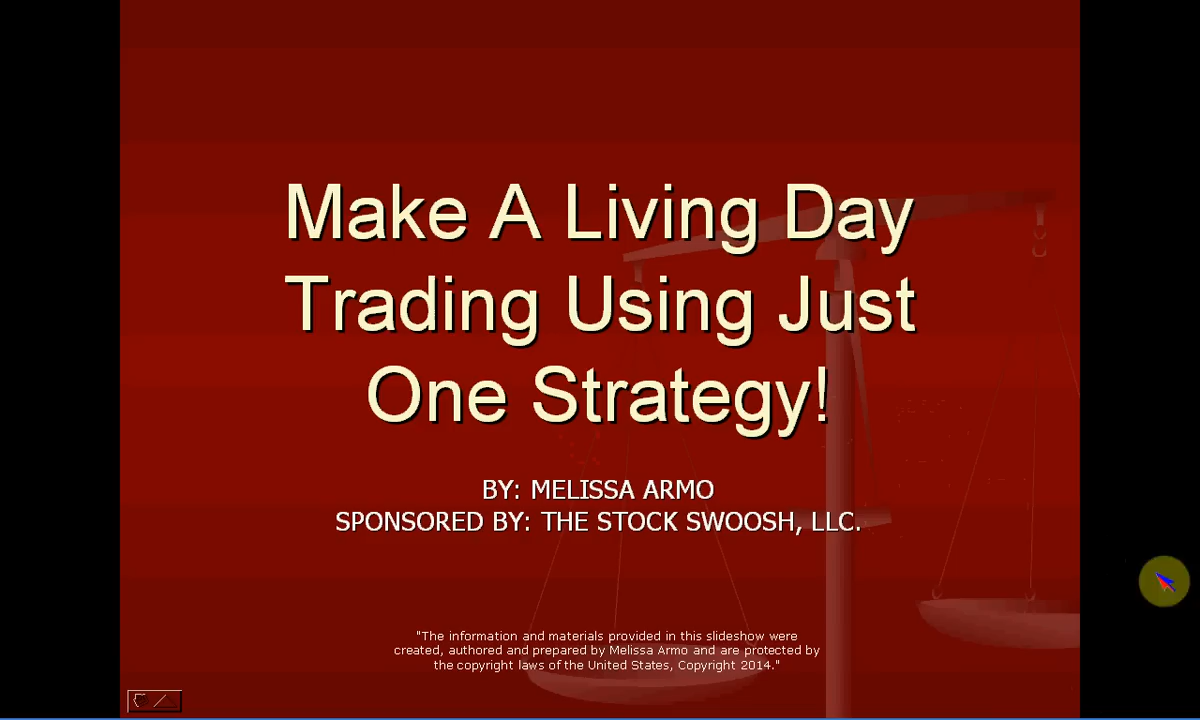 Make A Living Day
Trading Using Just
One Strategy!
BY: MELISSA ARMO
SPONSORED BY: THE STOCK SWOOSH, LLC.
"The information and materials provided in this slideshow were
created, authored and prepared by Melissa Armo and are protected by
the copyright laws of the United States, Copyright 2014."